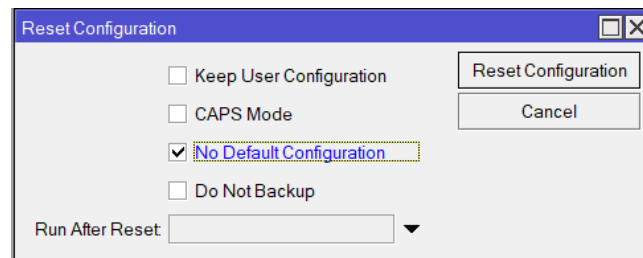 Reset Configuration
Keep User Configuration
Reset Configuration
CAPS Mode
Cancel
No Default Configuration
Do Not Backup
Run After Reset: